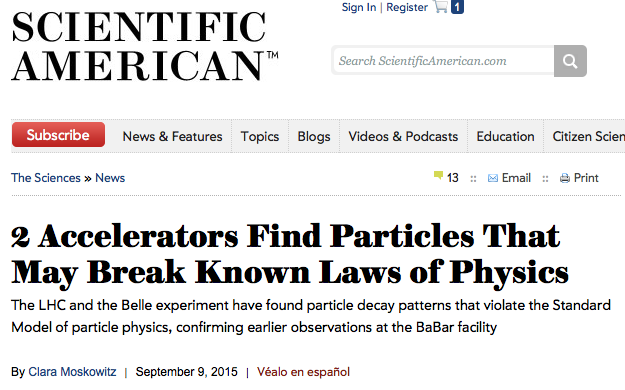 Sign In | Register 1
SCIENTIFIC
AMERICAN™
Search ScientificAmerican.com
Subscribe News & Features Topics Blogs Videos & Podcasts Education Citizen Scien
The Sciences » News 13 :: Email :: Print
2 Accelerators Find Particles That
May Break Known Laws of Physics
The LHC and the Belle experiment have found particle decay patterns that violate the Standard
Model of particle physics, confirming earlier observations at the BaBar facility
By Clara Moskowitz | September 9, 2015 | Véalo en español